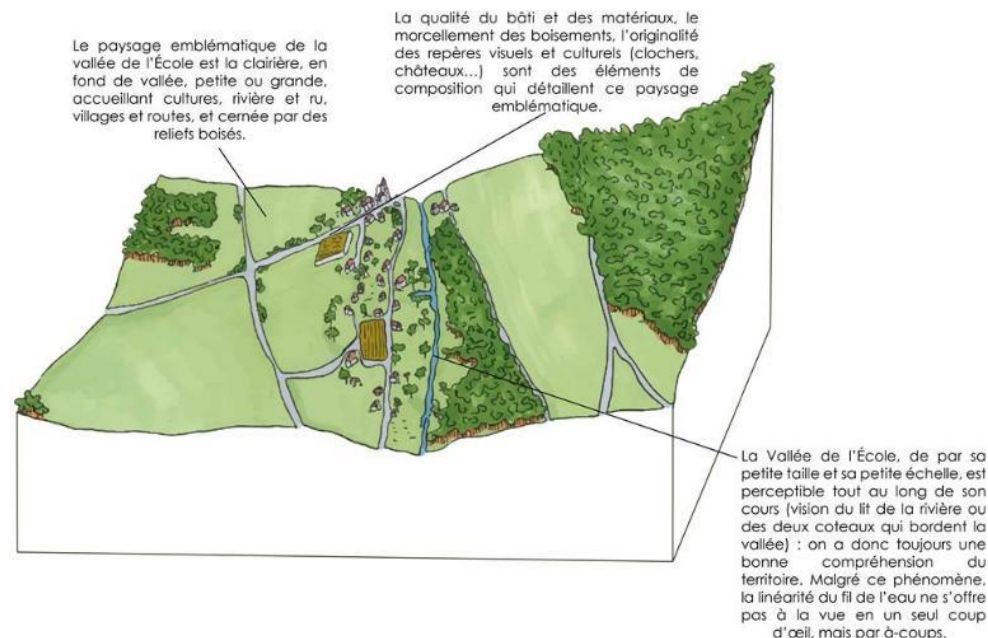 Le paysage emblématique de la
vallée de l'École est la clairière, en
fond de vallée, petite ou grande,
accueillant cultures, rivière et ru,
villages et routes, et cernée par des
reliefs boisés.
La qualité du bâti et des matériaux, le
morcellement des boisements, l'originalité
des repères visuels et culturels (clochers,
châteaux...) sont des éléments de
composition qui détaillent ce paysage
emblématique.
La Vallée de l'École, de par sa
petite taille et sa petite échelle, est
perceptible tout au long de son
cours (vision du lit de la rivière ou
des deux coteaux qui bordent la
vallée) : on a donc toujours une
bonne compréhension du
territoire. Malgré ce phénomène,
la linéarité du fil de l'eau ne s'offre
pas à la vue en un seul coup
d'œil, mais par à-coups.